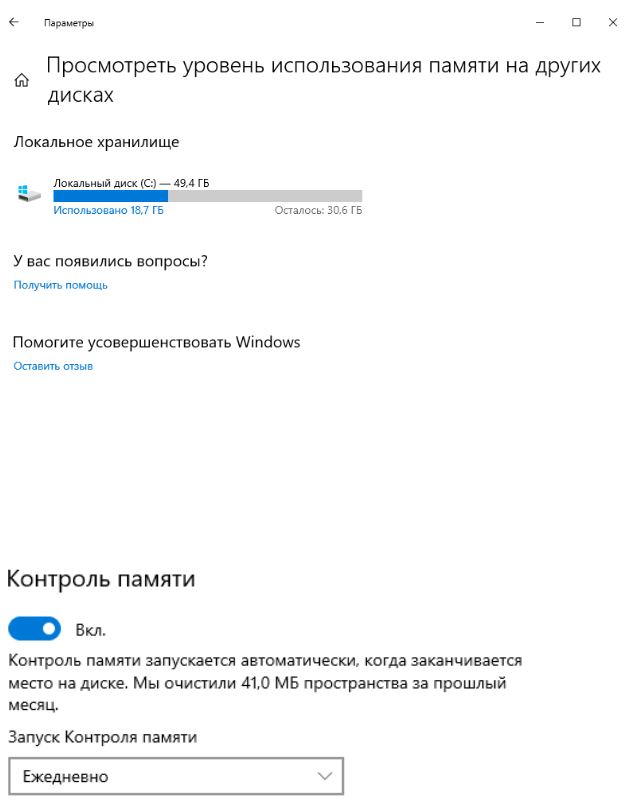 Параметры
Просмотреть уровень использования памяти на других
дисках
Локальное хранилище
Локальный диск (C:) — 49,4 ГБ
Использовано 18,7 ГБ
Осталось: 30,6 ГБ
У вас появились вопросы?
Получить помощь
Помогите усовершенствовать Windows
Оставить отзыв
Контроль памяти
Вкл.
Контроль памяти запускается автоматически, когда заканчивается
место на диске. Мы очистили 41,0 МБ пространства за прошлый
месяц.
Запуск Контроля памяти
Ежедневно